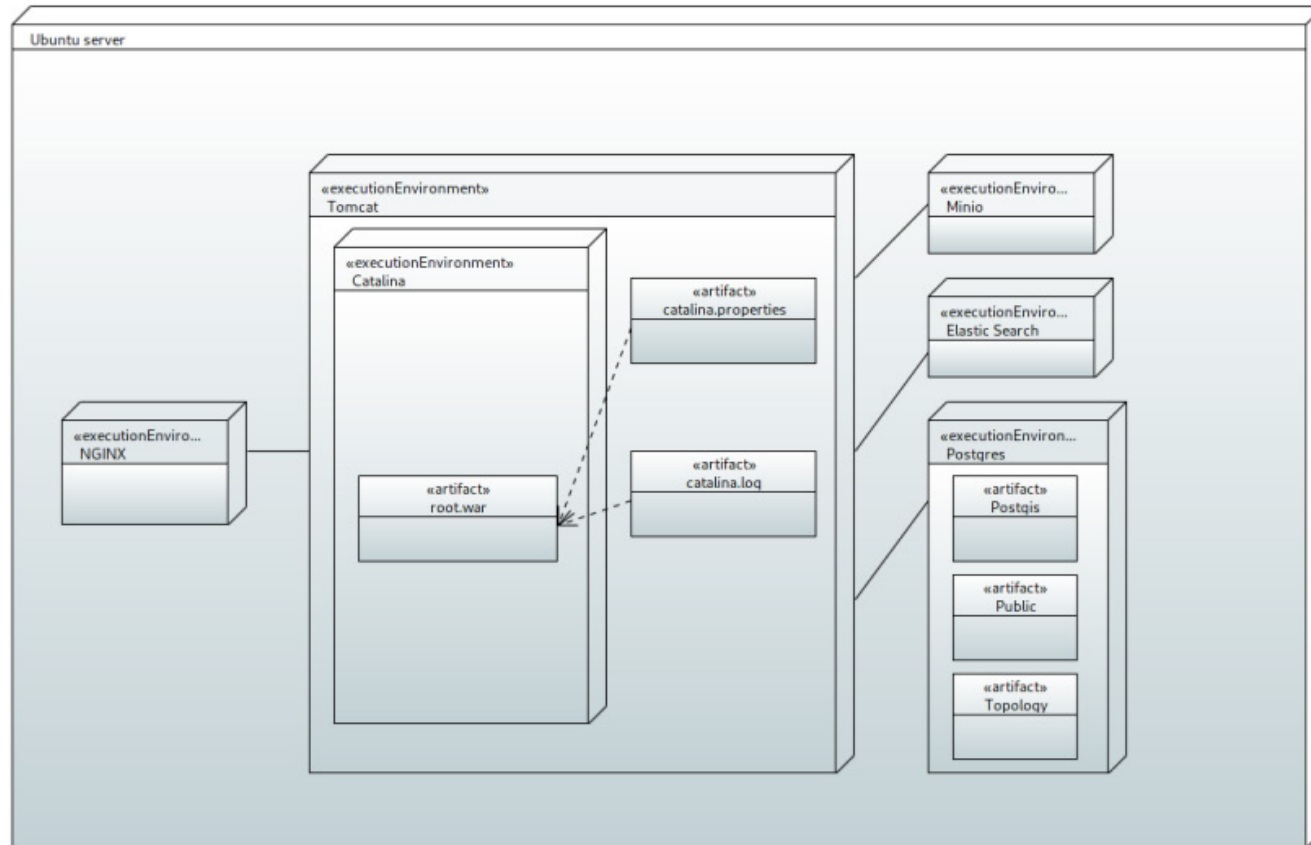 Ubuntu server
«executionEnvironment»
Tomcat
«executionEnvironment»
Catalina
«artifact»
root.war
«artifact»
catalina.properties
«artifact»
catalina.log
«executionEnviro...
NGINX
«executionEnviro...
Minio
«executionEnviro...
Elastic Search
«executionEnviron...
Postgres
«artifact»
Postgis
«artifact»
Public
«artifact»
Topology